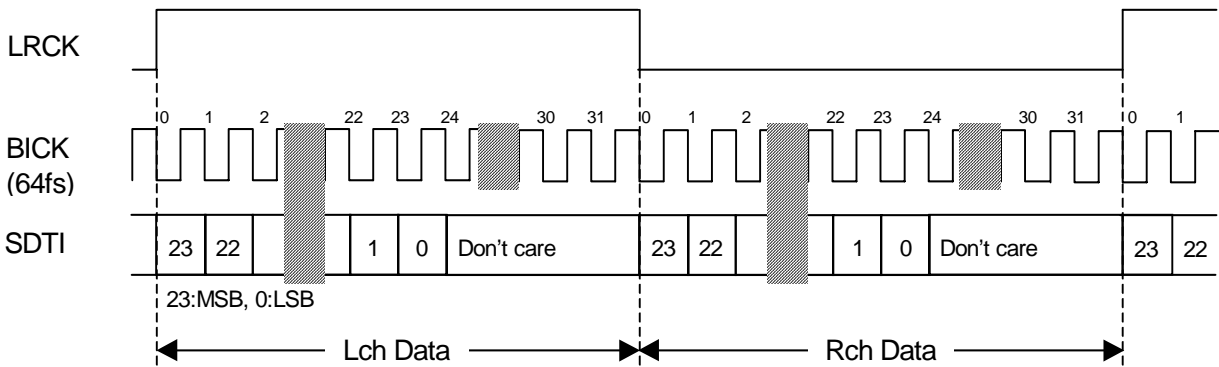 LRCK
0 1 2 22 23 24 30 31 0 1 2 22 23 24 30 31 0 1
BICK
(64fs)
SDTI 23 22 1 0 Don't care 23 22 1 0 Don't care 23 22
23:MSB, 0:LSB
Lch Data Rch Data